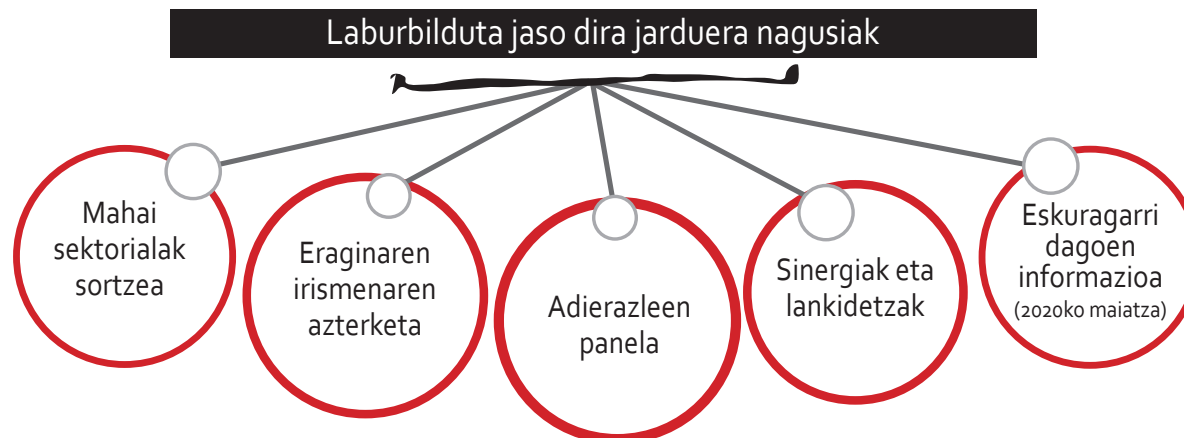 Laburbilduta jaso dira jarduera nagusiak
Mahai
sektorialak
sortzea
Eraginaren
irismenaren
azterketa
Adierazleen
panela
Sinergiak eta
lankidetzak
Eskuragarri
dagoen
informazioa
(2020ko maiatza)